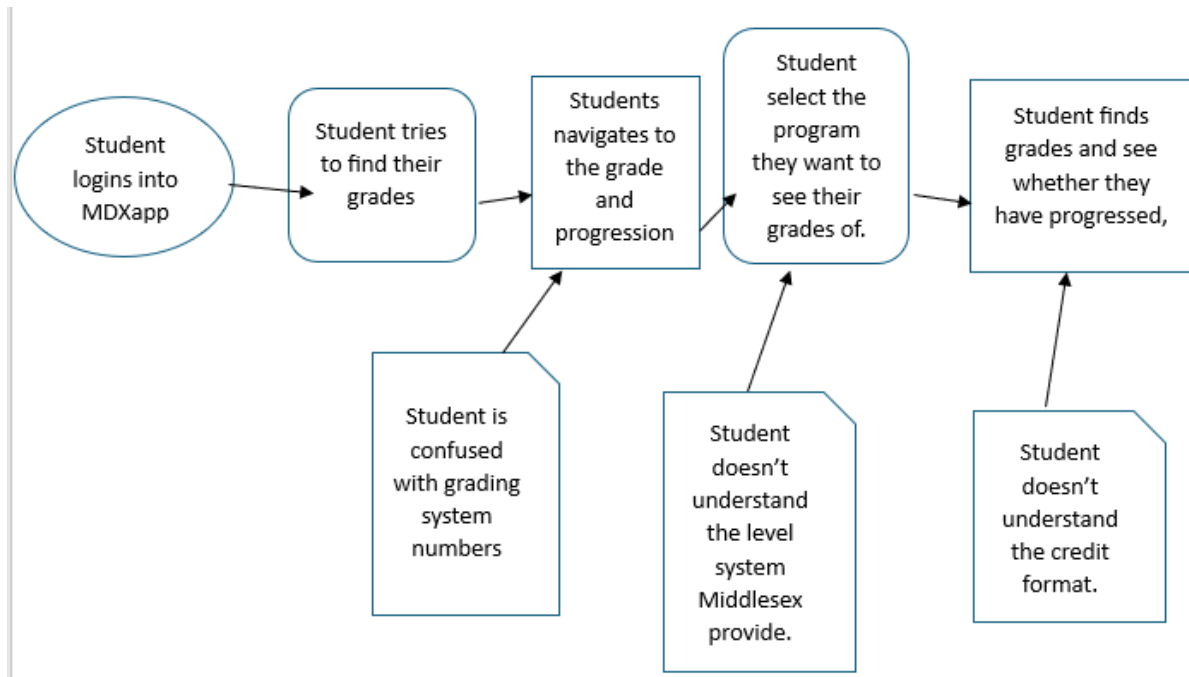 Student
logins into
MDXapp
Student tries
to find their
grades
Students
navigates to
the grade
and
progression
Student
select the
program
they want to
see their
grades of.
Student finds
grades and see
whether they
have progressed,
Student is
confused
with grading
system
numbers
Student
doesn’t
understand
the level
system
Middlesex
provide.
Student
doesn’t
understand
the credit
format.